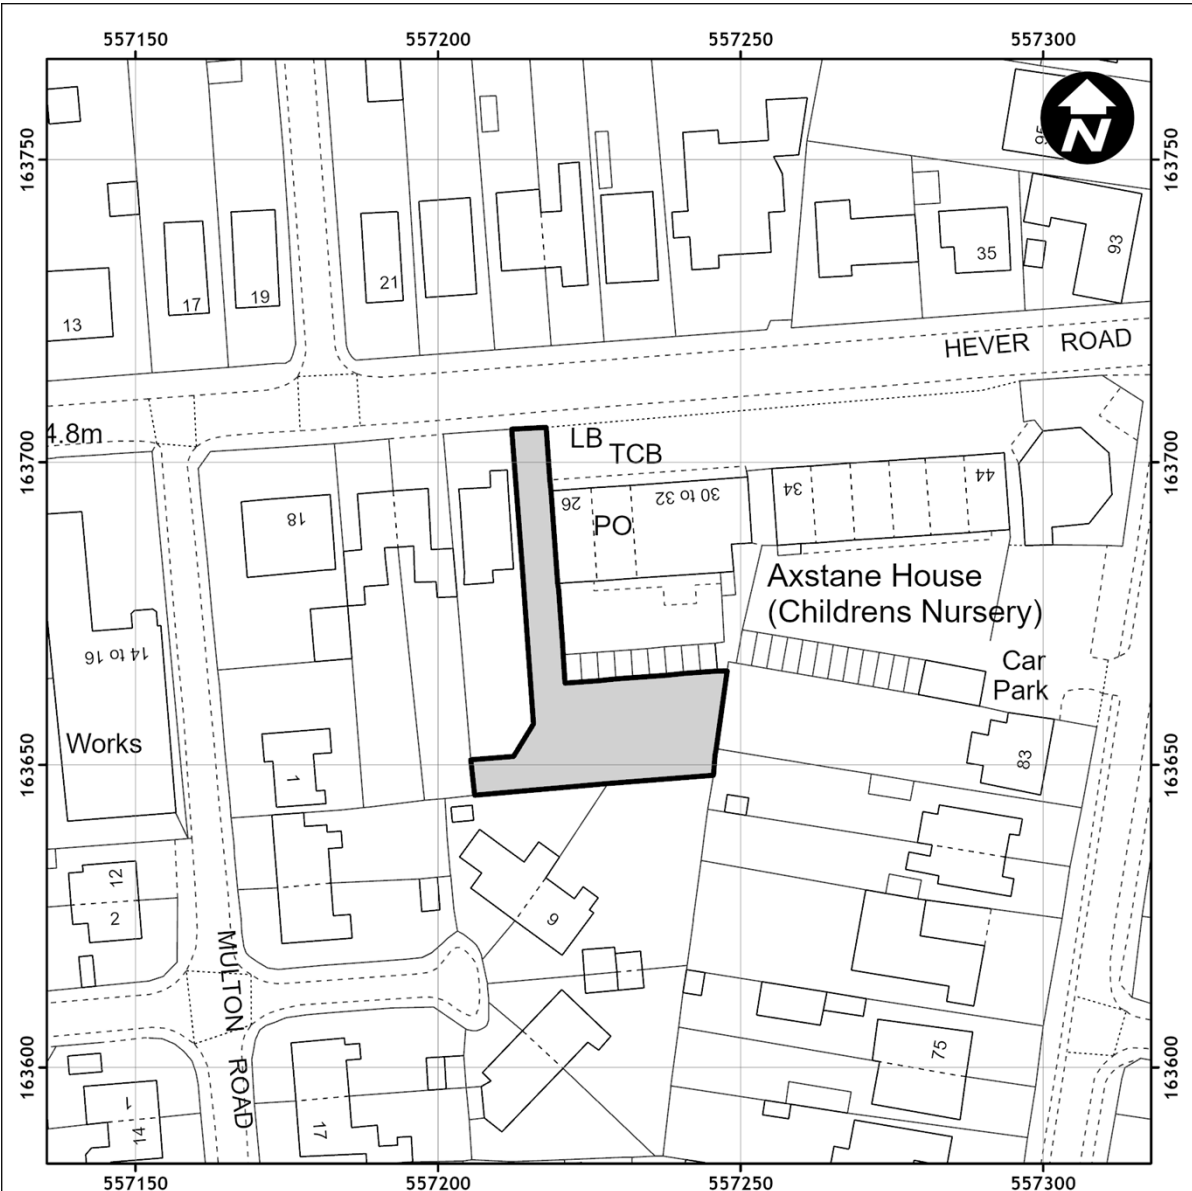 557150 557200 557250 557300
163750
163750
N
95
93
35
21
19
17
13
HEVER ROAD
4.8m
LB
TCB
163700
163700
44
34
30 to 32
26
PO
18
Axstane House
(Childrens Nursery)
14 to 16
Car
Park
Works
83
1
163650
163650
12
2
9
MULTON ROAD
75
163600
163600
1
14
17
557150 557200 557250 557300